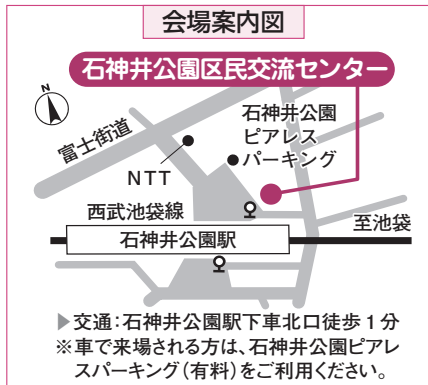 会場案内図
石神井公園区民交流センター
N
富士街道
石神井公園
ピアレス
パーキング
NTT
西武池袋線
至池袋
石神井公園駅
▶交通:石神井公園駅下車北口徒歩1分
※車で来場される方は、石神井公園ピアレ
スパーキング(有料)をご利用ください。